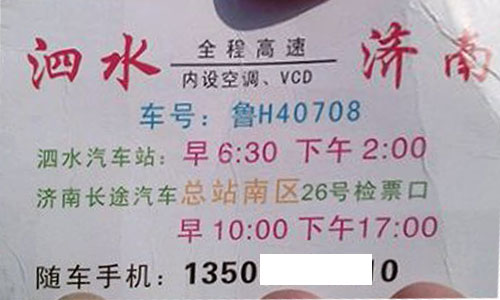 泗水 全程高速 济南
内设空调、VCD
车号：鲁H40708
泗水汽车站：早6:30 下午2:00
济南长途汽车总站南区26号检票口
早10:00下午17:00
随车手机：1350 10